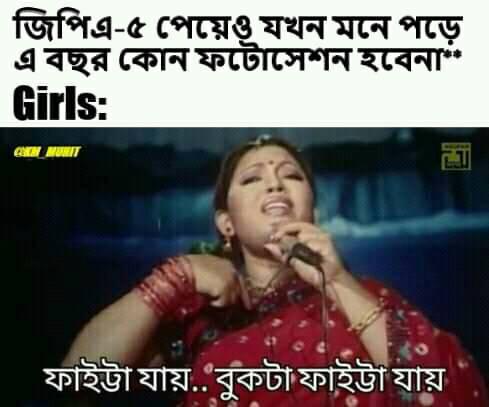 জিপিএ-৫ পেয়েও যখন মনে পড়ে
এ বছর কোন ফটোসেশন হবেনা**
Girls:
@KM_MUHIT
ফাইট্টা যায়.. বুকটা ফাইট্টা যায়